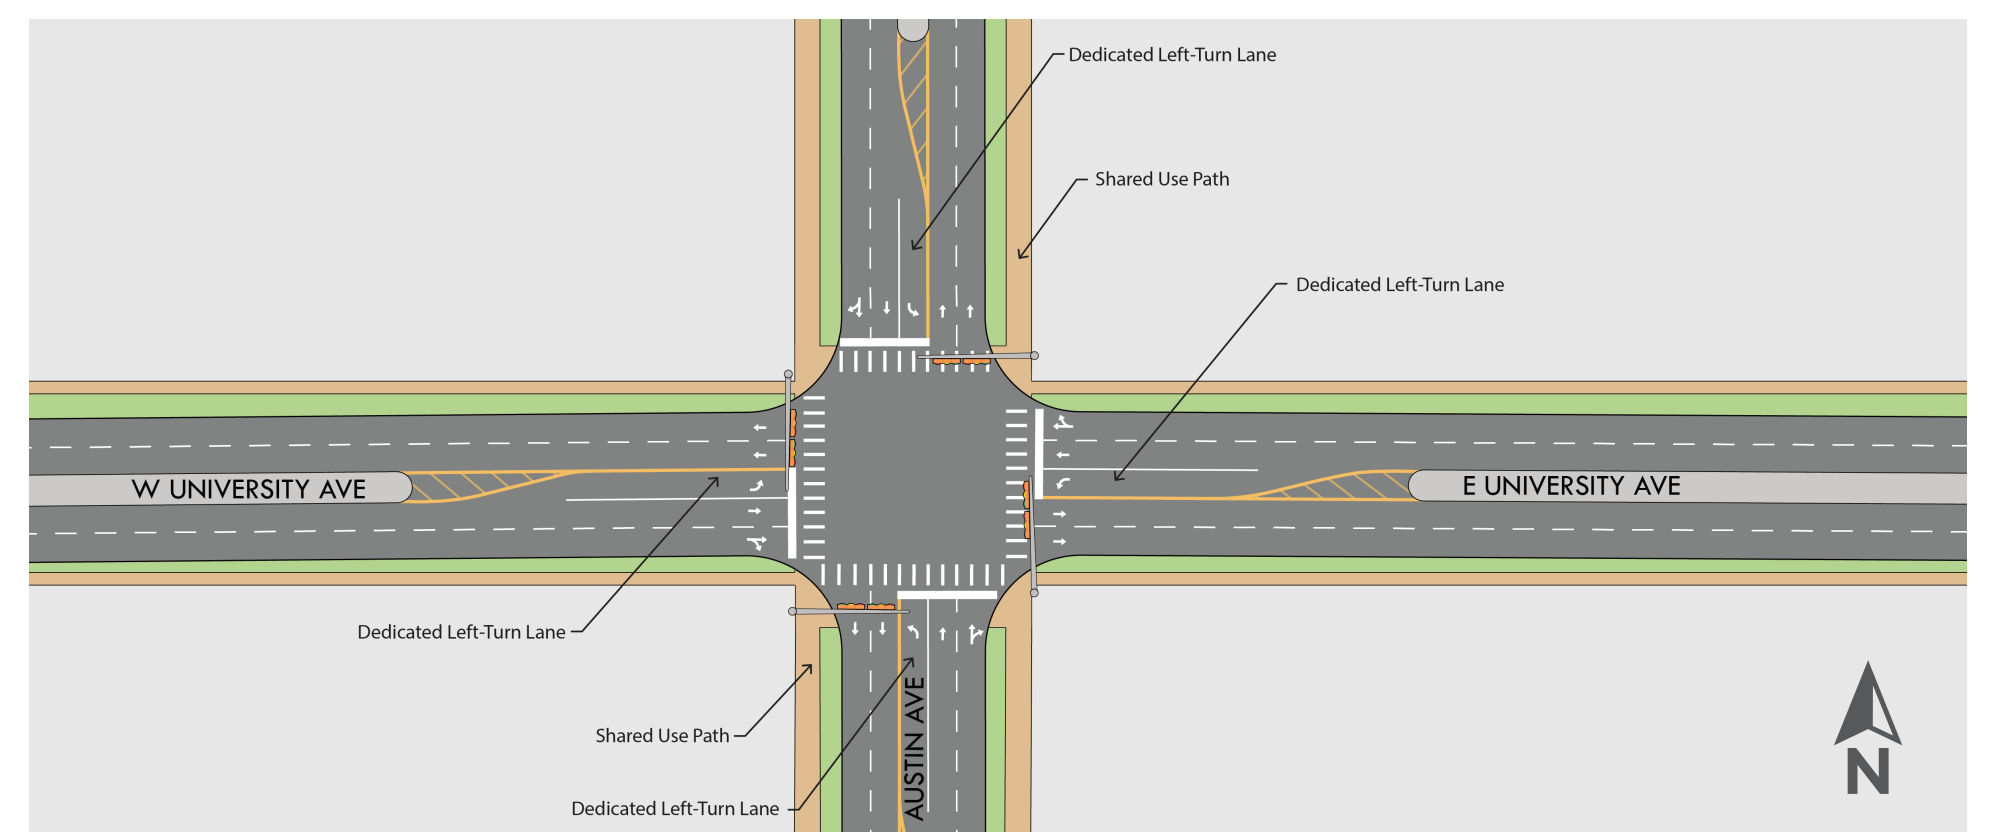 Dedicated Left-Turn Lane
Shared Use Path
Dedicated Left-Turn Lane
W UNIVERSITY AVE
E UNIVERSITY AVE
Dedicated Left-Turn Lane
Shared Use Path
AUSTIN AVE
Dedicated Left-Turn Lane
N